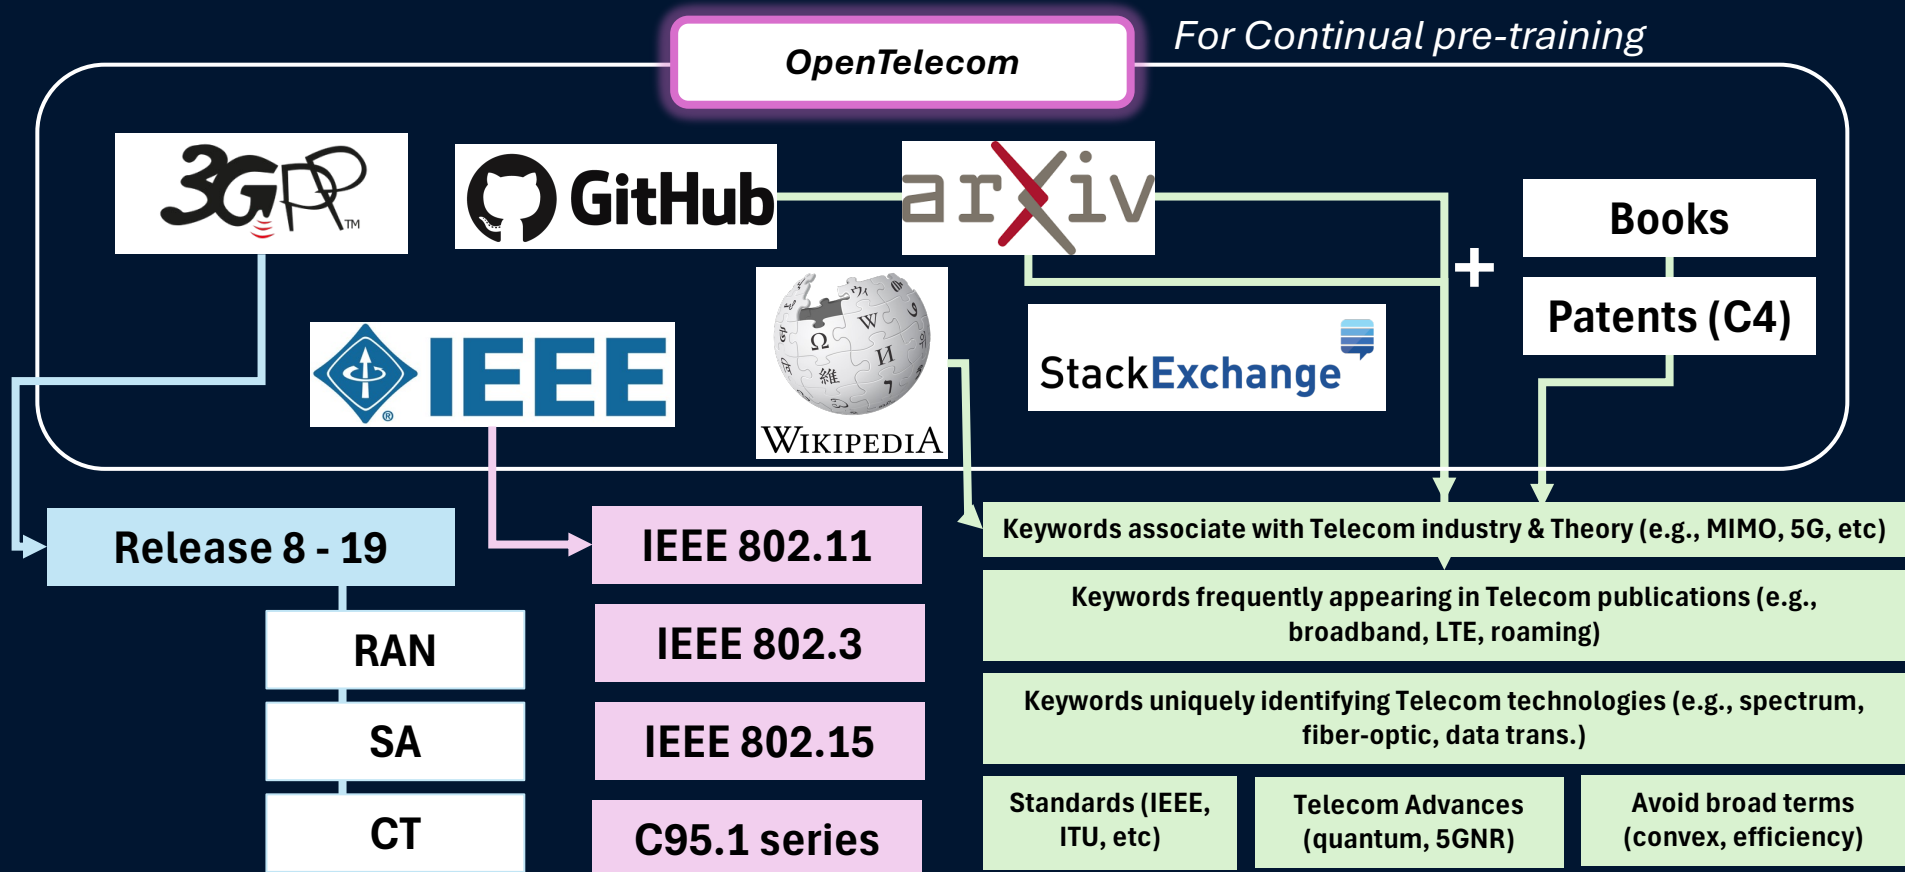 OpenTelecom
For Continual pre-training
3GPP
TM
GitHub
arXiv
Books
Patents (C4)
IEEE
®
Ω
W
И
維
7
WIKIPEDIA
StackExchange
Release 8 - 19
RAN
SA
CT
IEEE 802.11
IEEE 802.3
IEEE 802.15
C95.1 series
+
Keywords associate with Telecom industry & Theory (e.g., MIMO, 5G, etc)
Keywords frequently appearing in Telecom publications (e.g.,
broadband, LTE, roaming)
Keywords uniquely identifying Telecom technologies (e.g., spectrum,
fiber-optic, data trans.)
Standards (IEEE,
ITU, etc)
Telecom Advances
(quantum, 5GNR)
Avoid broad terms
(convex, efficiency)